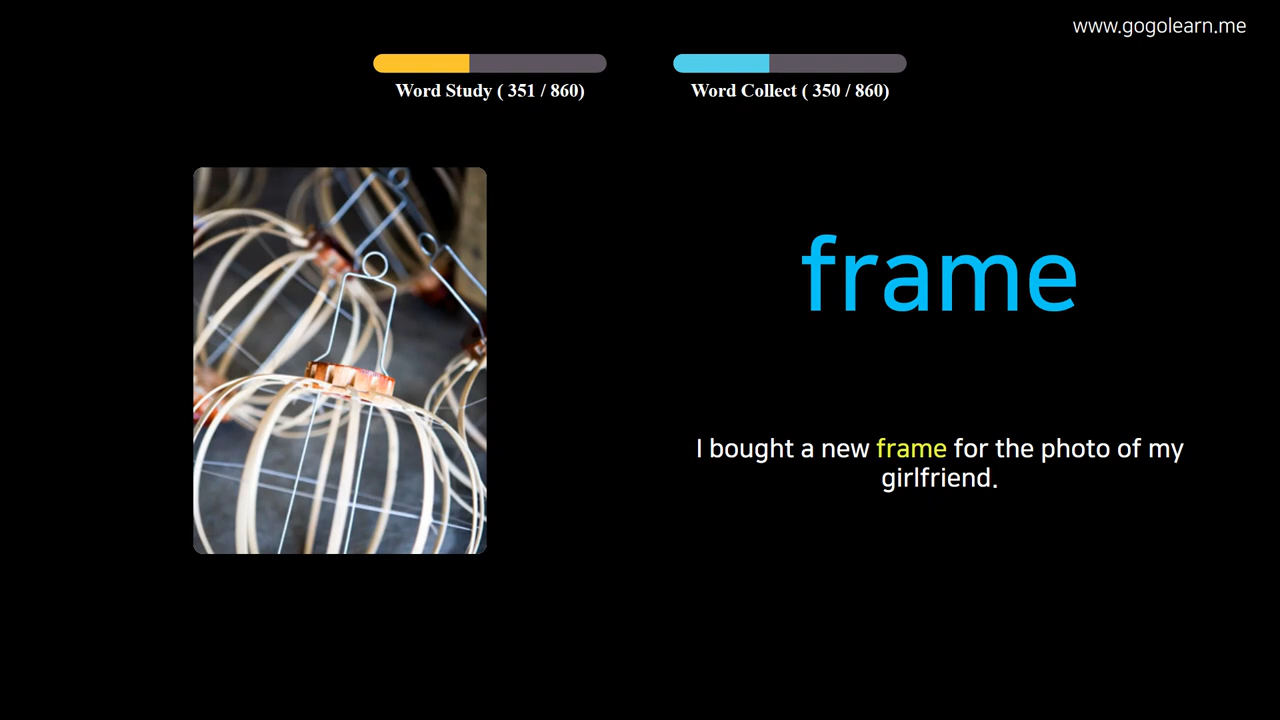 www.gogolearn.me
Word Study ( 351 / 860)
Word Collect ( 350 / 860)
frame
I bought a new frame for the photo of my
girlfriend.